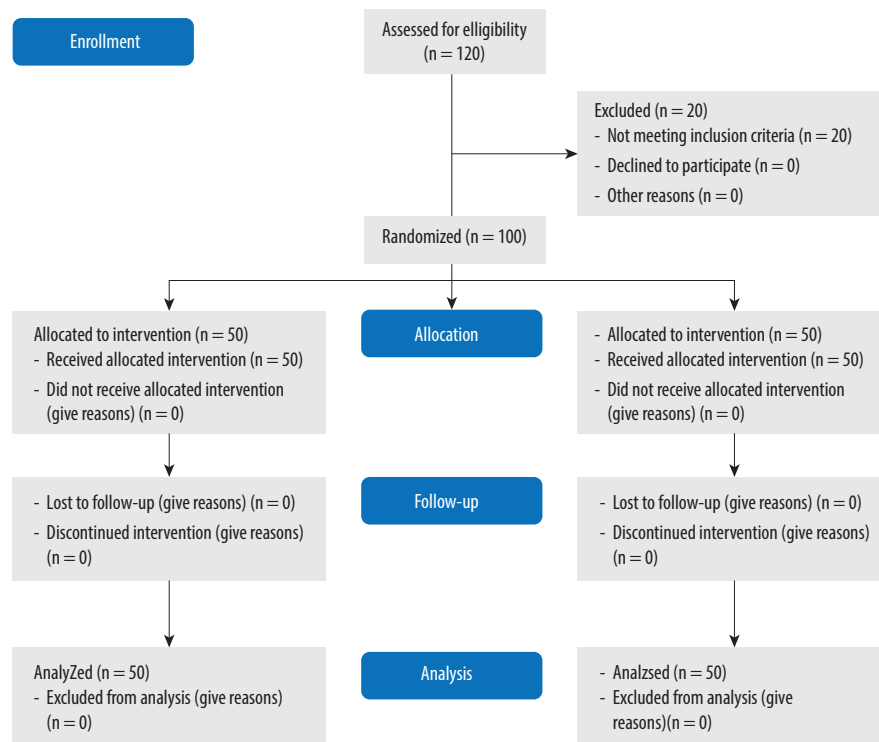 Enrollment
Assessed for elligibility
(n = 120)
Excluded (n = 20)
- Not meeting inclusion criteria (n = 20)
- Declined to participate (n = 0)
- Other reasons (n = 0)
Randomized (n = 100)
Allocated to intervention (n = 50)
- Received allocated intervention (n = 50)
- Did not receive allocated intervention
(give reasons) (n = 0)
Allocation
- Allocated to intervention (n = 50)
- Received allocated intervention (n = 50)
- Did not receive allocated intervention
(give reasons) (n = 0)
- Lost to follow-up (give reasons) (n = 0)
- Discontinued intervention (give reasons)
(n = 0)
Follow-up
- Lost to follow-up (give reasons) (n = 0)
- Discontinued intervention (give reasons)
(n = 0)
AnalyZed (n = 50)
- Excluded from analysis (give reasons)
(n = 0)
Analysis
- Analzsed (n = 50)
- Excluded from analysis (give
reasons)(n = 0)